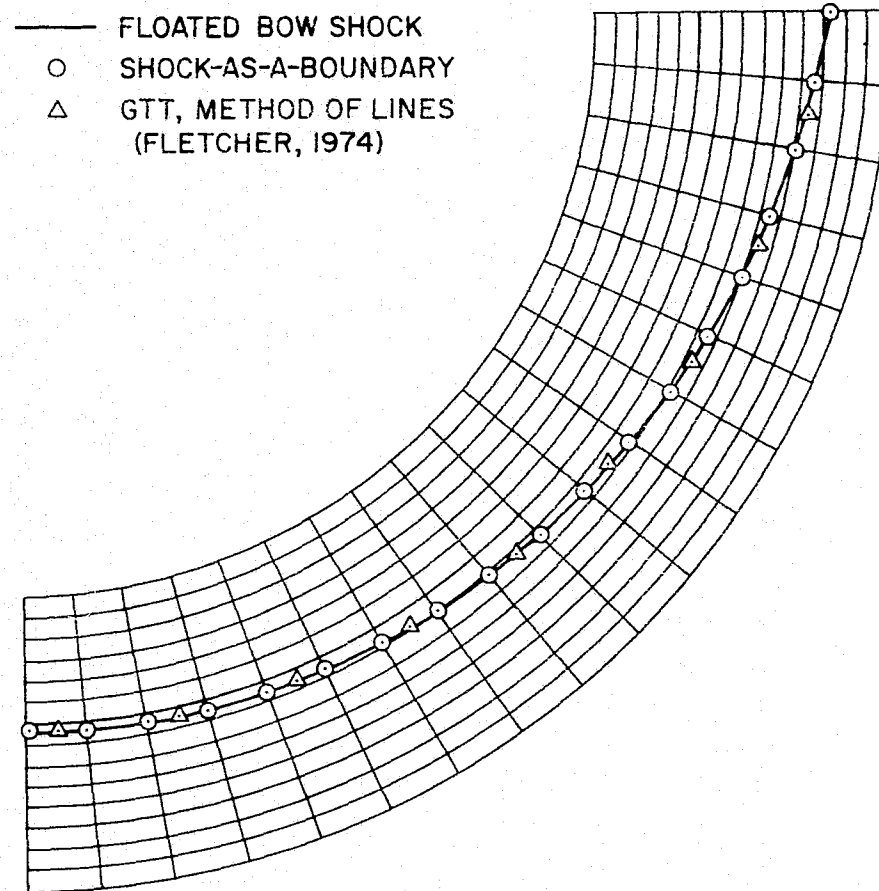 FLOATED BOW SHOCK
SHOCK-AS-A-BOUNDARY
GTT, METHOD OF LINES
(FLETCHER, 1974)